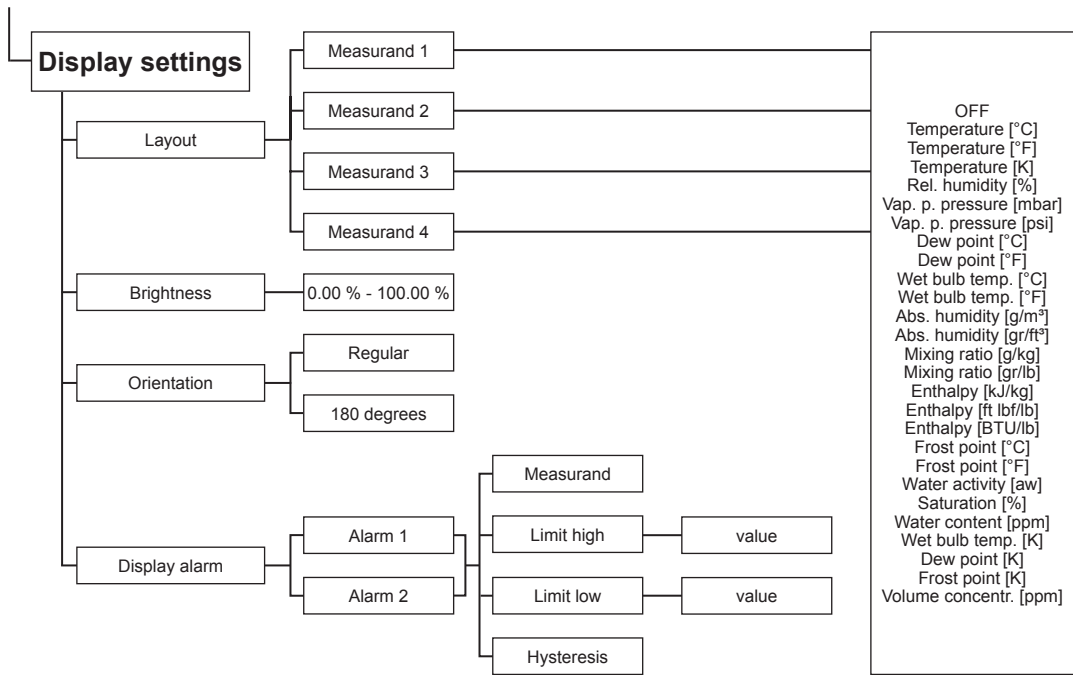 Display settings
Layout
Measurand 1
Measurand 2
Measurand 3
Measurand 4
Brightness
0.00 % - 100.00 %
Orientation
Regular
180 degrees
Display alarm
Alarm 1
Alarm 2
Measurand
Limit high
value
Limit low
value
Hysteresis
OFF
Temperature [°C]
Temperature [°F]
Temperature [K]
Rel. humidity [%]
Vap. p. pressure [mbar]
Vap. p. pressure [psi]
Dew point [°C]
Dew point [°F]
Wet bulb temp. [°C]
Wet bulb temp. [°F]
Abs. humidity [g/m³]
Abs. humidity [gr/ft³]
Mixing ratio [g/kg]
Mixing ratio [gr/lb]
Enthalpy [kJ/kg]
Enthalpy [ft lbf/lb]
Enthalpy [BTU/lb]
Frost point [°C]
Frost point [°F]
Water activity [aw]
Saturation [%]
Water content [ppm]
Wet bulb temp. [K]
Dew point [K]
Frost point [K]
Volume concentr. [ppm]